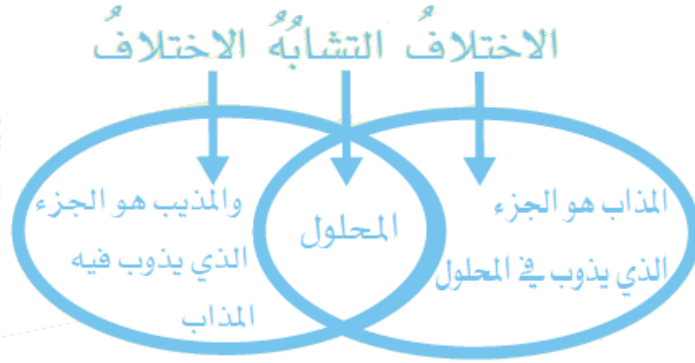 الاختلافُ التشابُهُ الاختلافُ
المذاب هو الجزء
الذي يذوب في المحلول
المحلول
والمذيب هو الجزء
الذي يذوب فيه
المذاب